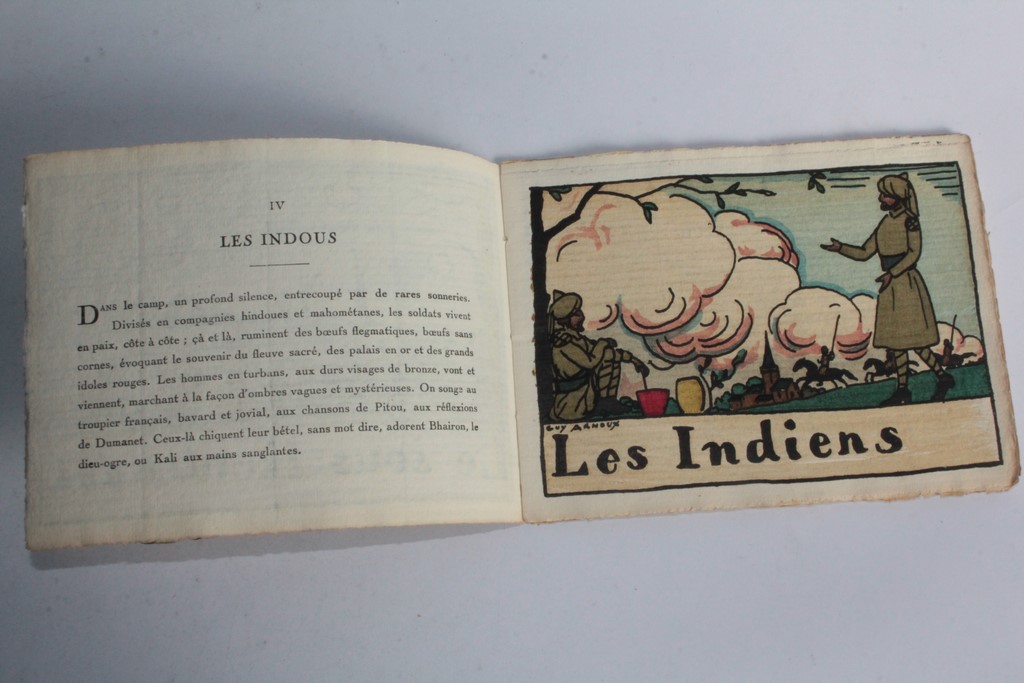 IV
LES INDOUS
DANS le camp, un profond silence, entrecoupé par de rares sonneries.
Divisés en compagnies hindoues et mahométanes, les soldats vivent
en paix, côte à côte ; çà et là, ruminent des bœufs flegmatiques, bœufs sans
cornes, évoquant le souvenir du fleuve sacré, des palais en or et des grands
idoles rouges. Les hommes en turbans, aux durs visages de bronze, vont et
viennent, marchant à la façon d'ombres vagues et mystérieuses. On songe au
troupier français, bavard et jovial, aux chansons de Pitou, aux réflexions
de Dumanet. Ceux-là chiquent leur bétel, sans mot dire, adorent Bhairon, le
dieu-ogre, ou Kali aux mains sanglantes.
GUY ARNOUX
Les Indiens